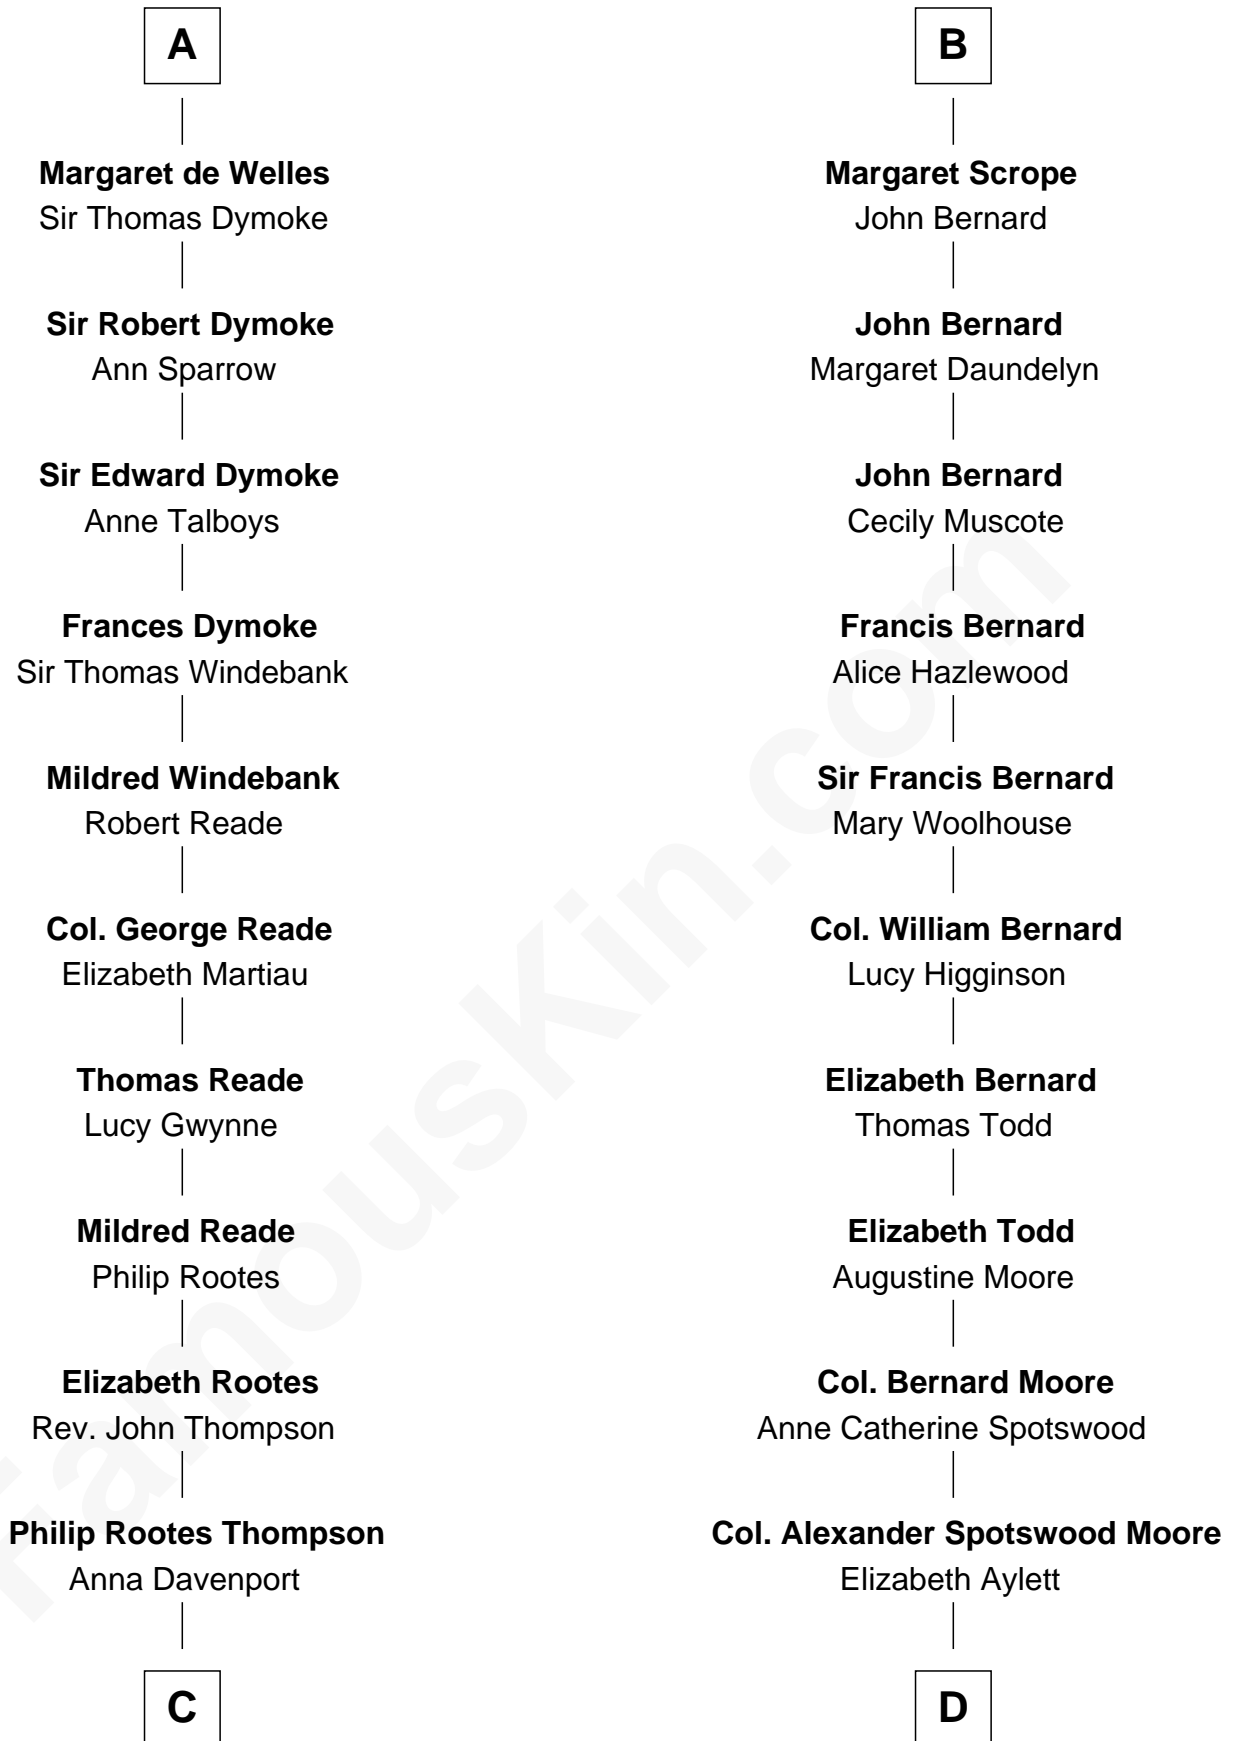 A
Margaret de Welles
Sir Thomas Dymoke
Sir Robert Dymoke
Ann Sparrow
Sir Edward Dymoke
Anne Talboys
Frances Dymoke
Sir Thomas Windebank
Mildred Windebank
Robert Reade
Col. George Reade
Elizabeth Martiau
Thomas Reade
Lucy Gwynne
Mildred Reade
Philip Rootes
Elizabeth Rootes
Rev. John Thompson
Philip Rootes Thompson
Anna Davenport
C
B
Margaret Scrope
John Bernard
John Bernard
Margaret Daundelyn
John Bernard
Cecily Muscote
Francis Bernard
Alice Hazlewood
Sir Francis Bernard
Mary Woolhouse
Col. William Bernard
Lucy Higginson
Elizabeth Bernard
Thomas Todd
Elizabeth Todd
Augustine Moore
Col. Bernard Moore
Anne Catherine Spotswood
Col. Alexander Spotswood Moore
Elizabeth Aylett
D
FamousKin.com